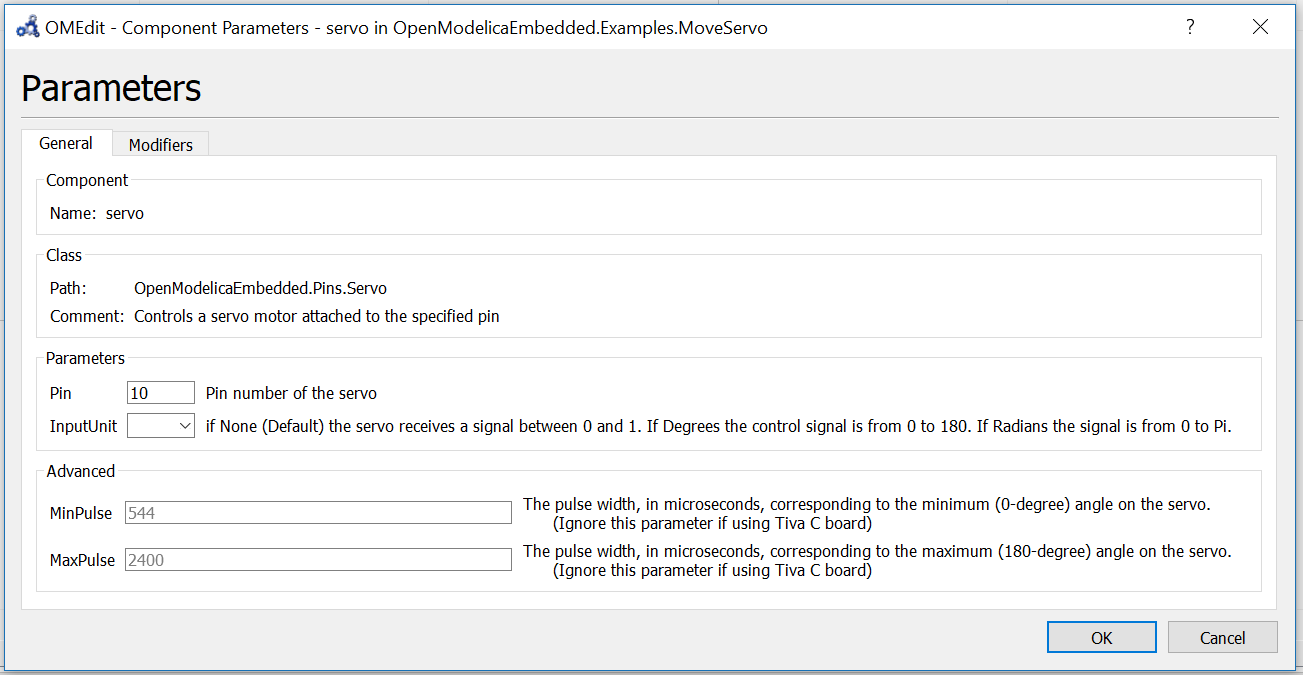 OMEdit - Component Parameters - servo in OpenModelicaEmbedded.Examples.MoveServo
?
Parameters
General
Modifiers
Component
Name: servo
Class
Path: OpenModelicaEmbedded.Pins.Servo
Comment: Controls a servo motor attached to the specified pin
Parameters
Pin 10 Pin number of the servo
InputUnit if None (Default) the servo receives a signal between 0 and 1. If Degrees the control signal is from 0 to 180. If Radians the signal is from 0 to Pi.
Advanced
MinPulse 544 The pulse width, in microseconds, corresponding to the minimum (0-degree) angle on the servo.
(Ignore this parameter if using Tiva C board)
MaxPulse 2400 The pulse width, in microseconds, corresponding to the maximum (180-degree) angle on the servo.
(Ignore this parameter if using Tiva C board)
OK Cancel